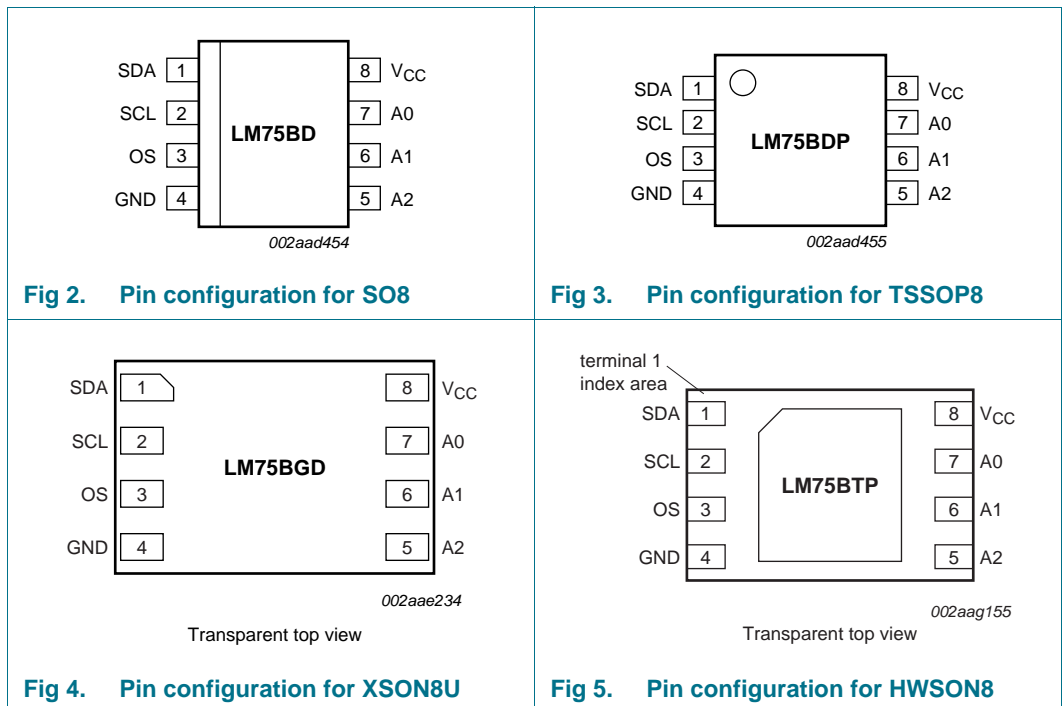 SDA 1 8 VCC
SCL 2 7 A0
LM75BD
OS 3 6 A1
GND 4 5 A2
002aad454
Fig 2. Pin configuration for SO8
SDA 1 8 VCC
SCL 2 7 A0
LM75BDP
OS 3 6 A1
GND 4 5 A2
002aad455
Fig 3. Pin configuration for TSSOP8
SDA 1 8 VCC
SCL 2 7 A0
LM75BGD
OS 3 6 A1
GND 4 5 A2
002aae234
Transparent top view
Fig 4. Pin configuration for XSON8U
terminal 1
index area
SDA 1 8 VCC
SCL 2 7 A0
LM75BTP
OS 3 6 A1
GND 4 5 A2
002aag155
Transparent top view
Fig 5. Pin configuration for HWSON8